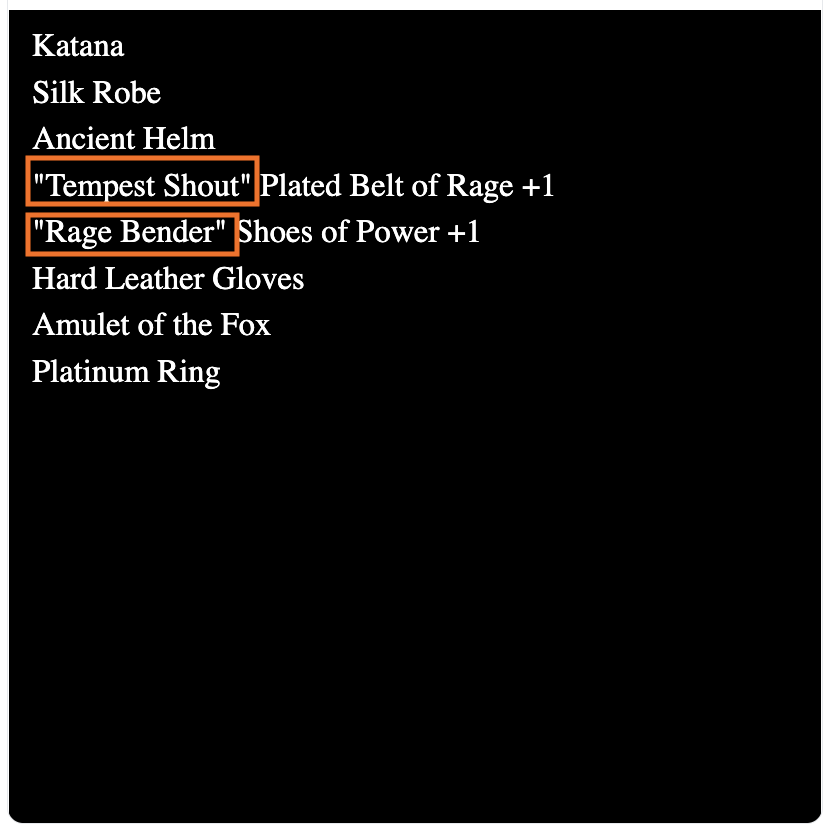 Katana
Silk Robe
Ancient Helm
"Tempest Shout" Plated Belt of Rage +1
"Rage Bender" Shoes of Power +1
Hard Leather Gloves
Amulet of the Fox
Platinum Ring